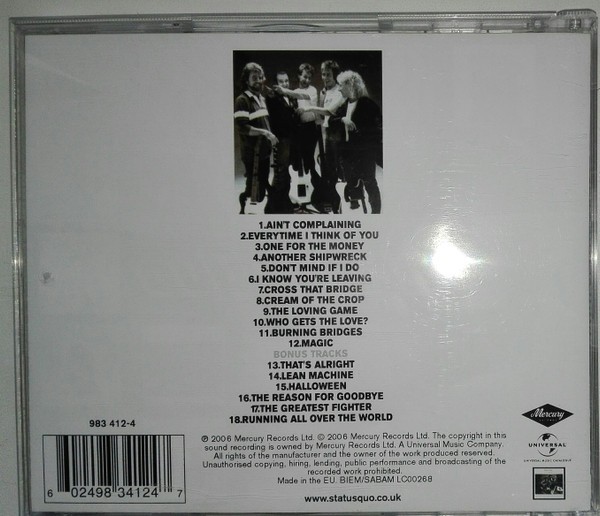 1.AIN'T COMPLAINING
2.EVERYTIME I THINK OF YOU
3.ONE FOR THE MONEY
4.ANOTHER SHIPWRECK
5.DON'T MIND IF I DO
6.I KNOW YOU'RE LEAVING
7.CROSS THAT BRIDGE
8.CREAM OF THE CROP
9.THE LOVING GAME
10.WHO GETS THE LOVE?
11.BURNING BRIDGES
12.MAGIC
BONUS TRACKS
13.THAT'S ALRIGHT
14.LEAN MACHINE
15.HALLOWEEN
16.THE REASON FOR GOODBYE
17.THE GREATEST FIGHTER
18.RUNNING ALL OVER THE WORLD
983 412-4
6 02498 34124 7
℗ 2006 Mercury Records Ltd. © 2006 Mercury Records Ltd. The copyright in this
sound recording is owned by Mercury Records Ltd. A Universal Music Company.
All rights of the manufacturer and the owner of the work produced reserved.
Unauthorised copying, hiring, lending, public performance and broadcasting of the
recorded work prohibited.
Made in the EU. BIEM/SABAM LC00268
www.statusquo.co.uk
Mercury
UNIVERSAL